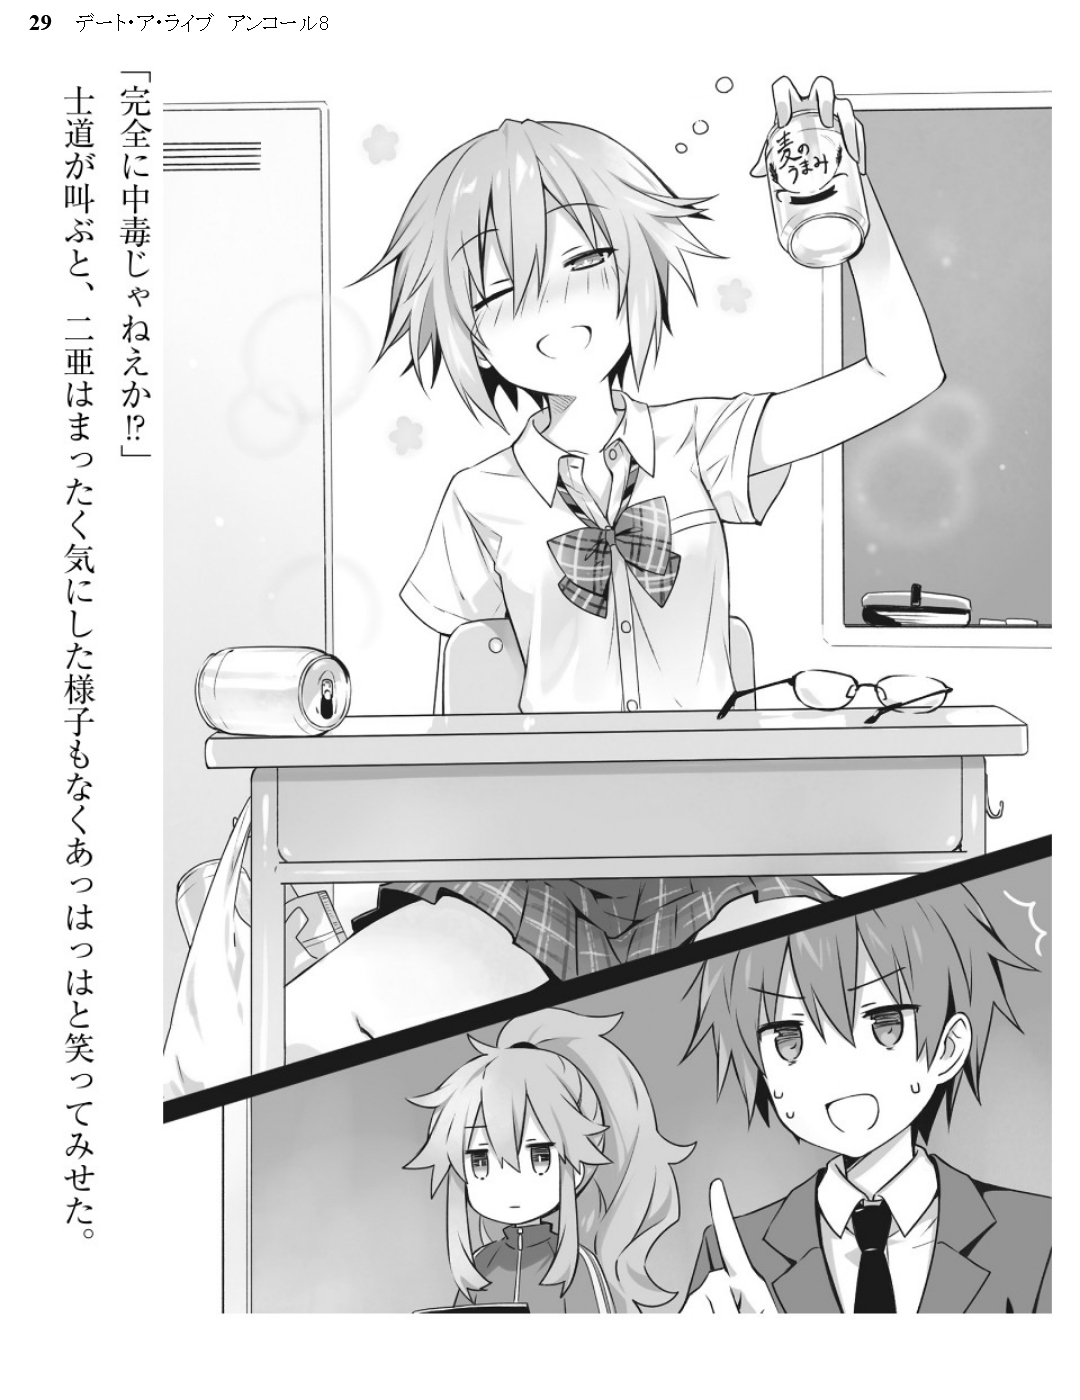 29 デート・ア・ライブ アンコール8
「完全に中毒じゃねえか!?」
士道が叫ぶと、二亜はまったく気にした様子もなくあっはっはと笑ってみせた。
麦の
うまみ